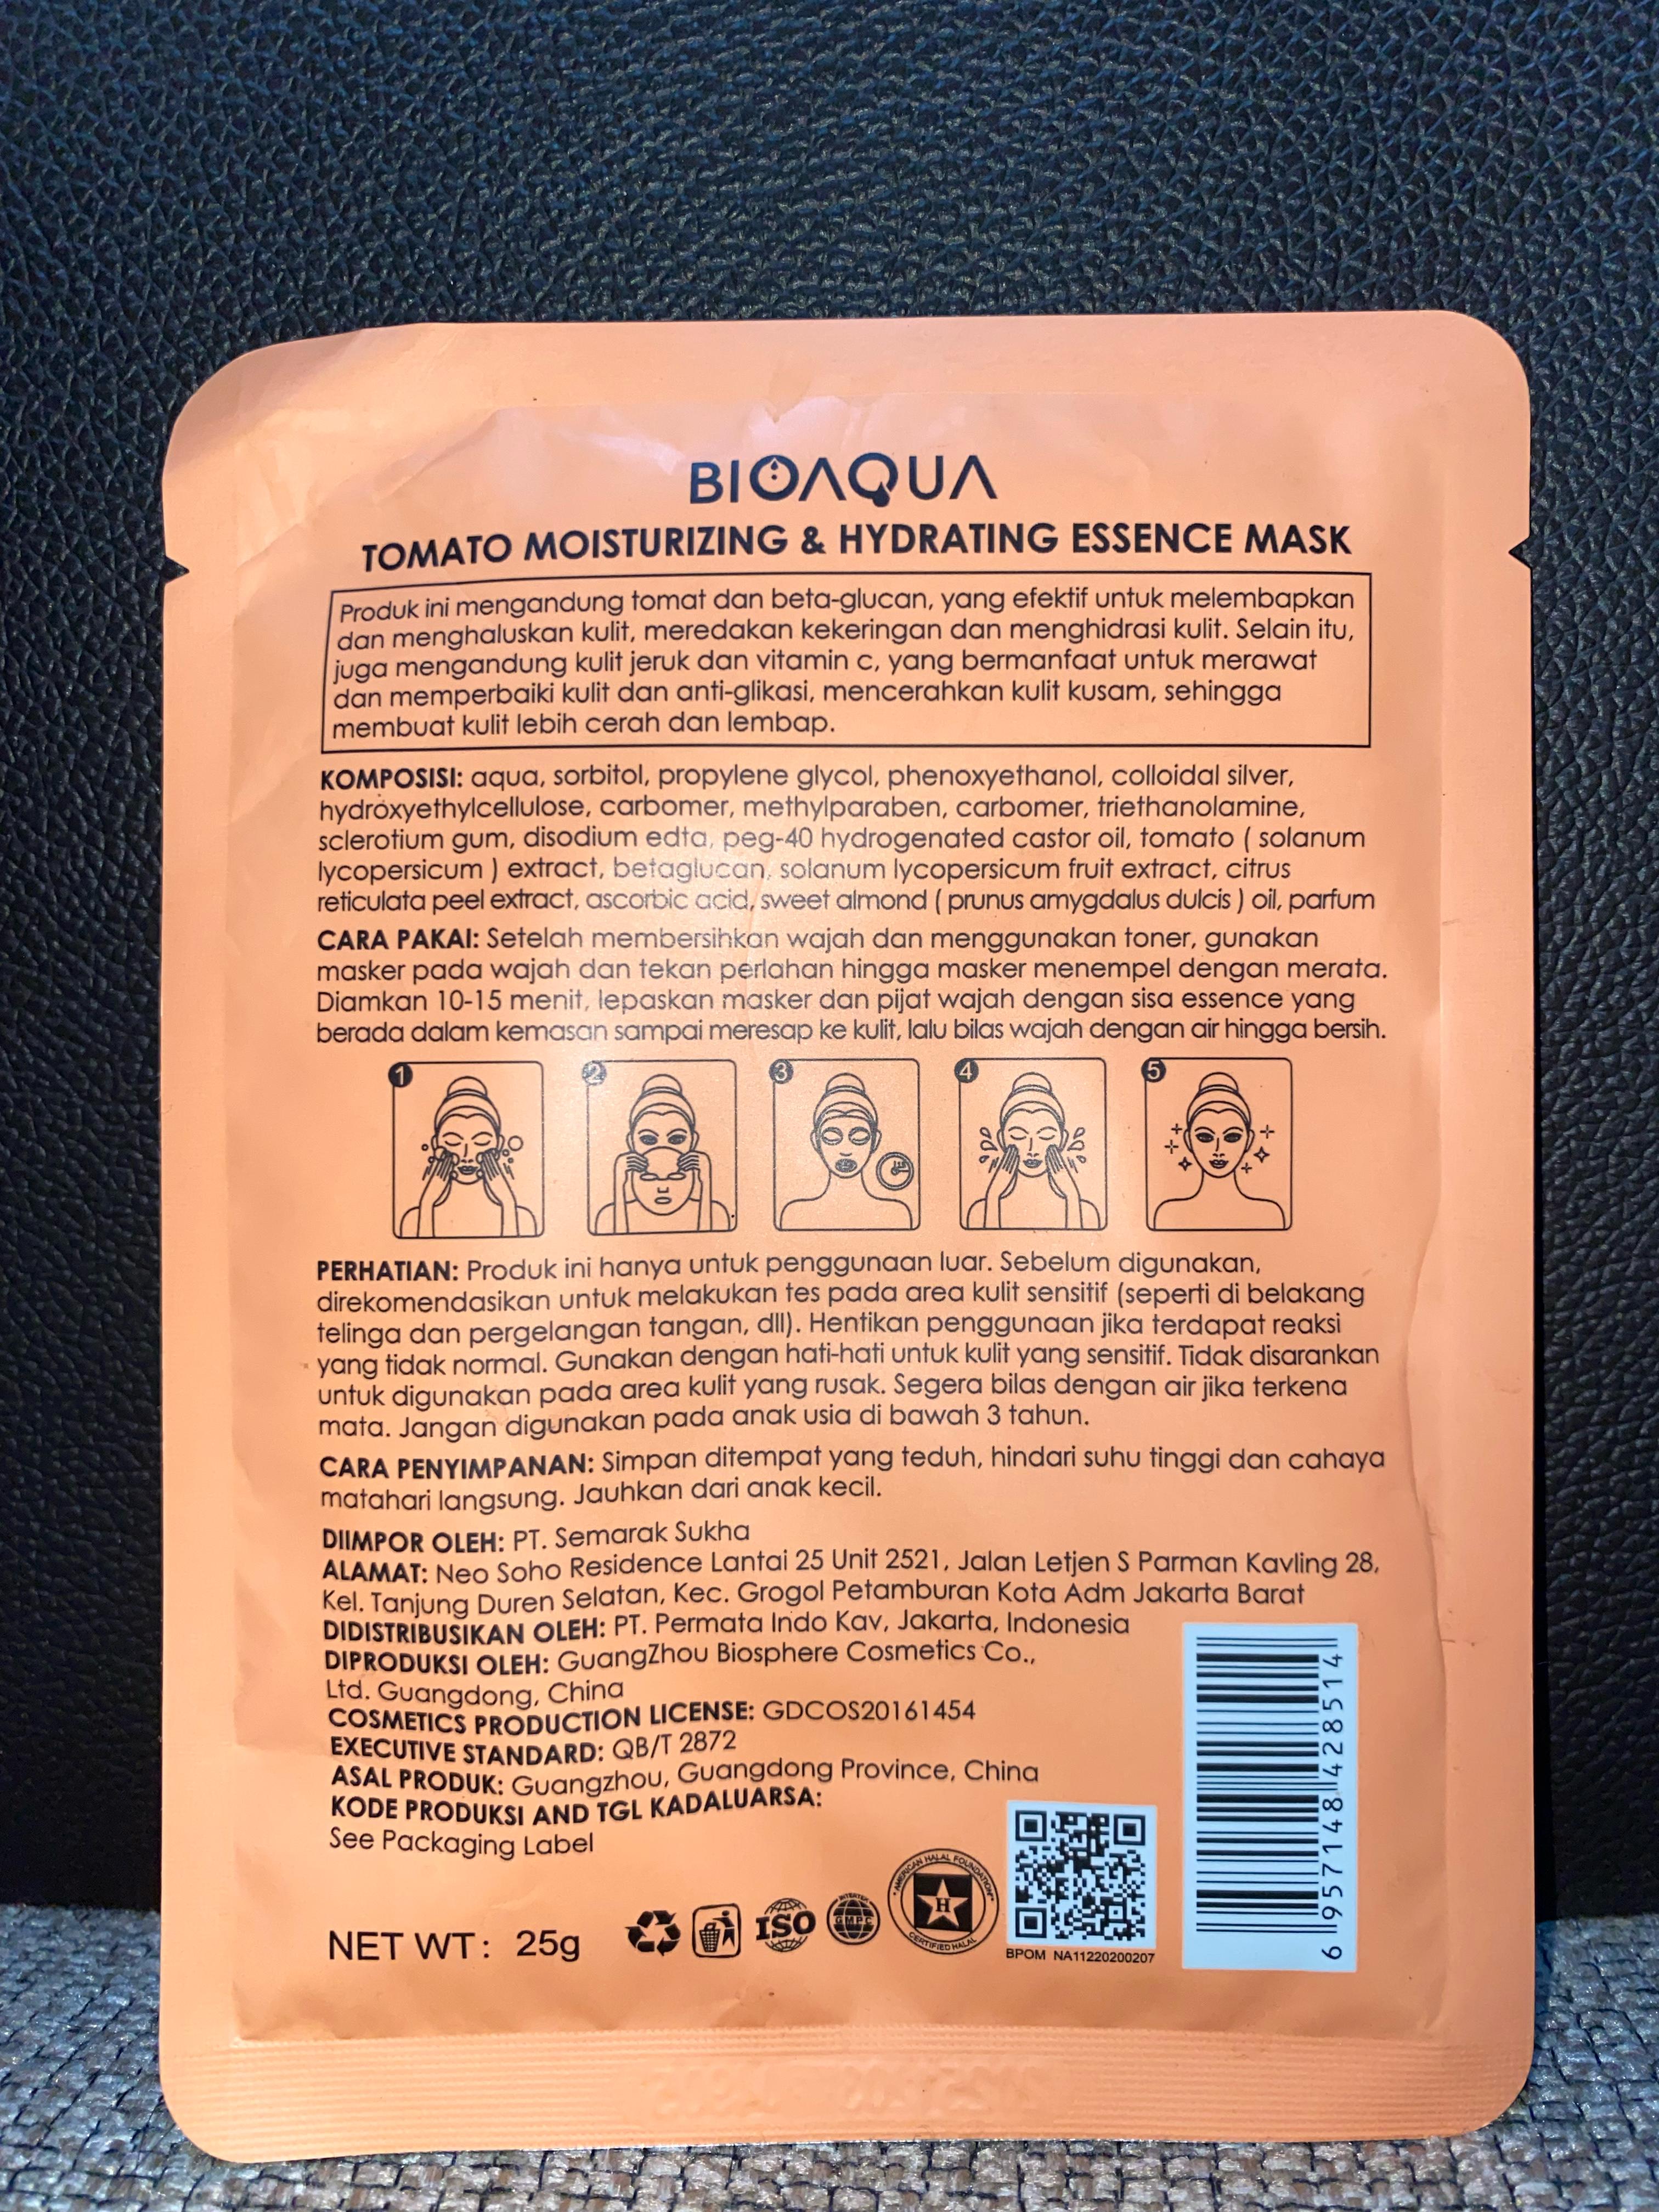 BIOAQUA
TOMATO MOISTURIZING & HYDRATING ESSENCE MASK
Produk ini mengandung tomat dan beta-glucan, yang efektif untuk melembapkan
dan menghaluskan kulit, meredakan kekeringan dan menghidrasi kulit. Selain itu,
juga mengandung kulit jeruk dan vitamin c, yang bermanfaat untuk merawat
dan memperbaiki kulit dan anti-glikasi, mencerahkan kulit kusam, sehingga
membuat kulit lebih cerah dan lembap.
KOMPOSISI: aqua, sorbitol, propylene glycol, phenoxyethanol, colloidal silver,
hydroxyethylcellulose, carbomer, methylparaben, carbomer, triethanolamine,
sclerotium gum, disodium edta, peg-40 hydrogenated castor oil, tomato ( solanum
lycopersicum ) extract, betaglucan, solanum lycopersicum fruit extract, citrus
reticulata peel extract, ascorbic acid, sweet almond ( prunus amygdalus dulcis ) oil, parfum
CARA PAKAI: Setelah membersihkan wajah dan menggunakan toner, gunakan
masker pada wajah dan tekan perlahan hingga masker menempel dengan merata.
Diamkan 10-15 menit, lepaskan masker dan pijat wajah dengan sisa essence yang
berada dalam kemasan sampai meresap ke kulit, lalu bilas wajah dengan air hingga bersih.
1 2 3 4 5
PERHATIAN: Produk ini hanya untuk penggunaan luar. Sebelum digunakan,
direkomendasikan untuk melakukan tes pada area kulit sensitif (seperti di belakang
telinga dan pergelangan tangan, dll). Hentikan penggunaan jika terdapat reaksi
yang tidak normal. Gunakan dengan hati-hati untuk kulit yang sensitif. Tidak disarankan
untuk digunakan pada area kulit yang rusak. Segera bilas dengan air jika terkena
mata. Jangan digunakan pada anak usia di bawah 3 tahun.
CARA PENYIMPANAN: Simpan ditempat yang teduh, hindari suhu tinggi dan cahaya
matahari langsung. Jauhkan dari anak kecil.
DIIMPOR OLEH: PT. Semarak Sukha
ALAMAT: Neo Soho Residence Lantai 25 Unit 2521, Jalan Letjen S Parman Kavling 28,
Kel. Tanjung Duren Selatan, Kec. Grogol Petamburan Kota Adm Jakarta Barat
DIDISTRIBUSIKAN OLEH: PT. Permata Indo Kav, Jakarta, Indonesia
DIPRODUKSI OLEH: GuangZhou Biosphere Cosmetics Co.,
Ltd. Guangdong, China
COSMETICS PRODUCTION LICENSE: GDCOS20161454
EXECUTIVE STANDARD: QB/T 2872
ASAL PRODUK: Guangzhou, Guangdong Province, China
KODE PRODUKSI AND TGL KADALUARSA:
See Packaging Label
NET WT: 25g
ISO
INTERTEK
GMPC
AMERICAN HALAL FOUNDATION
H
CERTIFIED HALAL
BPOM NA11220200207
6 957148 428514